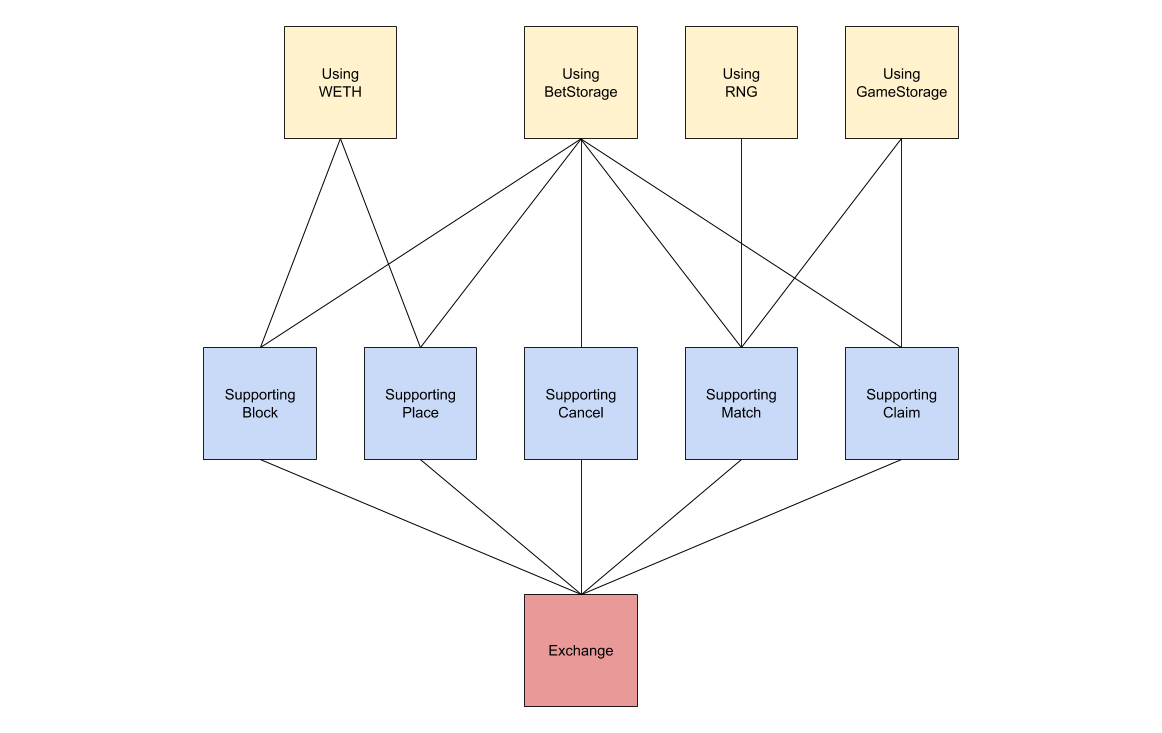 Using
WETH
Using
BetStorage
Using
RNG
Using
GameStorage
Supporting
Block
Supporting
Place
Supporting
Cancel
Supporting
Match
Supporting
Claim
Exchange